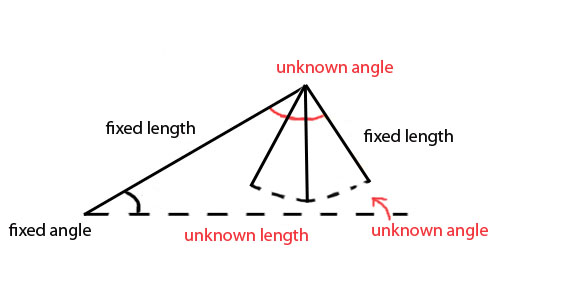 unknown angle
fixed length
fixed length
fixed angle
unknown length
unknown angle